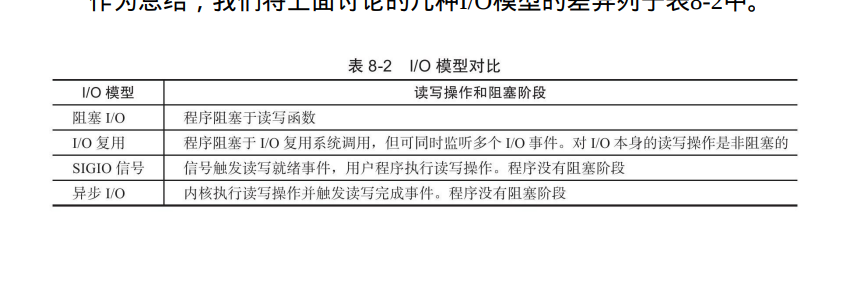 作为总结，我们将上面讨论的几种I/O模型的差异列于表8-2中。
表 8-2 I/O 模型对比
I/O 模型 读写操作和阻塞阶段
阻塞 I/O 程序阻塞于读写函数
I/O 复用 程序阻塞于 I/O 复用系统调用，但可同时监听多个 I/O 事件。对 I/O 本身的读写操作是非阻塞的
SIGIO 信号 信号触发读写就绪事件，用户程序执行读写操作。程序没有阻塞阶段
异步 I/O 内核执行读写操作并触发读写完成事件。程序没有阻塞阶段